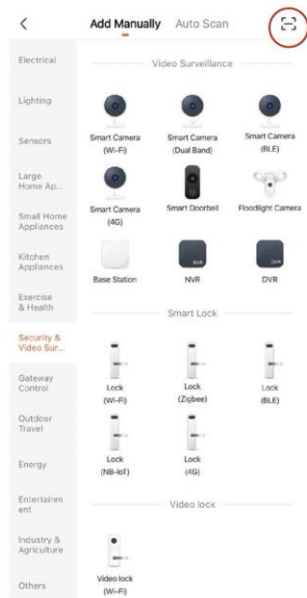 Add Manually Auto Scan
Electrical
Lighting
Sensors
Large
Home Ap...
Small Home
Appliances
Kitchen
Appliances
Exercise
& Health
Security &
Video Sur...
Gateway
Control
Outdoor
Travel
Energy
Entertainm
ent
Industry &
Agriculture
Others
Video Surveillance
Smart Camera
(Wi-Fi)
Smart Camera
(Dual Band)
Smart Camera
(BLE)
Smart Camera
(4G)
Smart Doorbell
Floodlight Camera
Base Station
NVR
NVR
DVR
DVR
Smart Lock
Lock
(Wi-Fi)
Lock
(Zigbee)
Lock
(BLE)
Lock
(NB-IoT)
Lock
(4G)
Video lock
Video lock
(Wi-Fi)